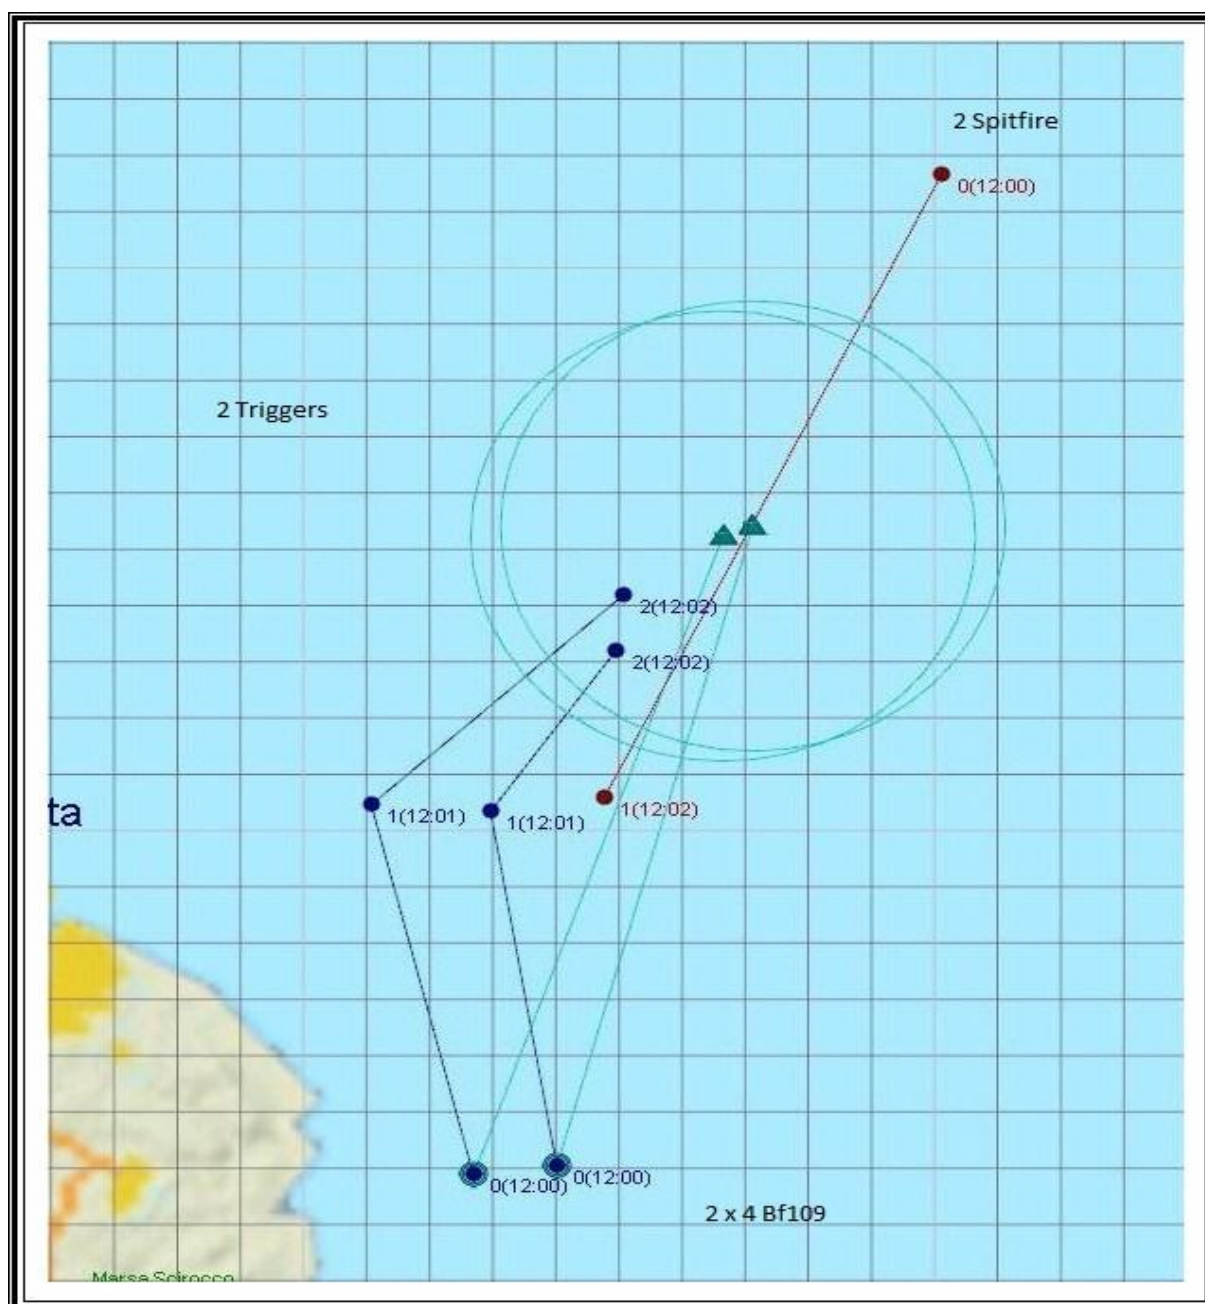 2 Spitfire
0(12:00)
2 Triggers
2(12:02)
2(12:02)
1(12:02)
ta
1(12:01)
1(12:01)
0(12:00)
0(12:00)
2 x 4 Bf109
Marsa Scirocco